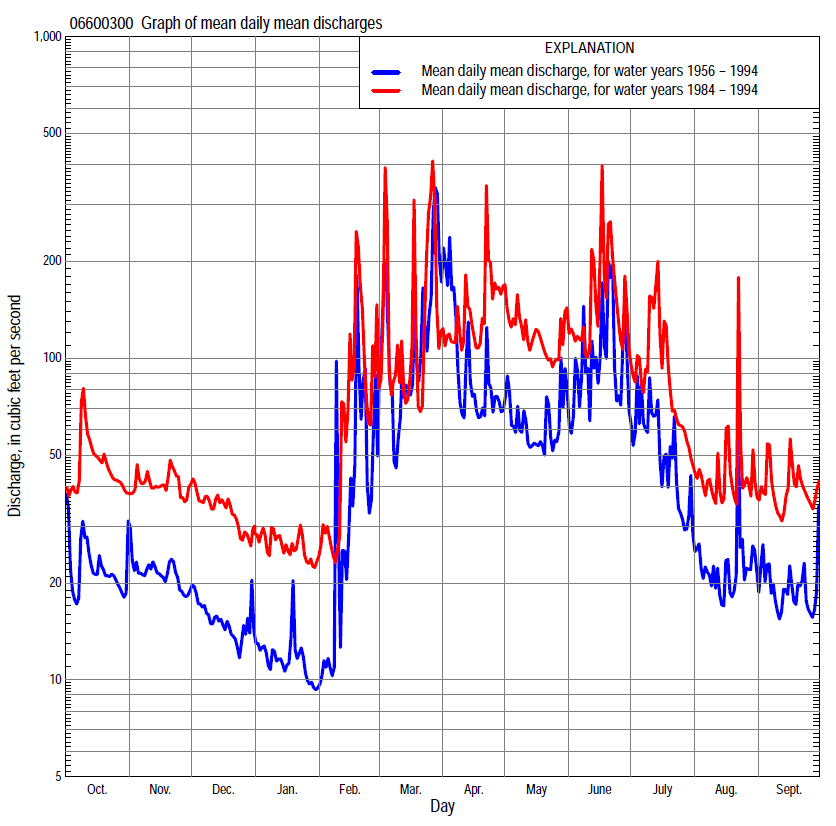 06600300 Graph of mean daily mean discharges
EXPLANATION
Mean daily mean discharge, for water years 1956 – 1994
Mean daily mean discharge, for water years 1984 – 1994
Discharge, in cubic feet per second
1,000
500
200
100
50
20
10
5
Oct. Nov. Dec. Jan. Feb. Mar. Apr. May June July Aug. Sept.
Day